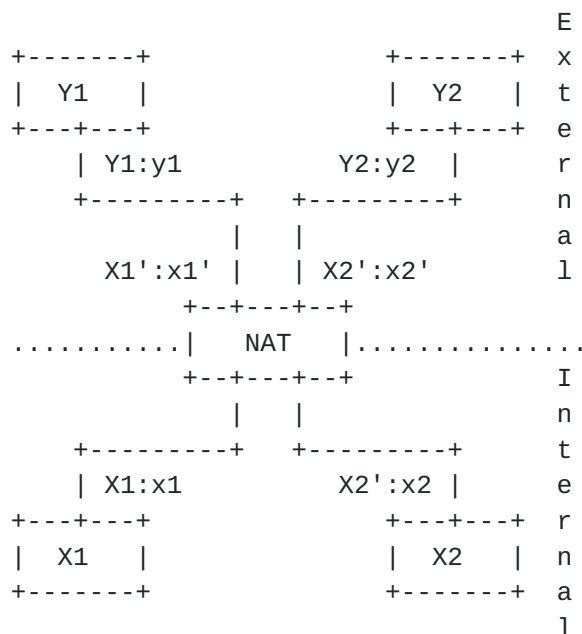 E
+-------+               +-------+  x
|  Y1   |               |  Y2   |  t
+---+---+               +---+---+  e
    | Y1:y1          Y2:y2  |      r
    +---------+   +---------+      n
              |   |                a
      X1':x1' |   | X2':x2'        l
           +--+---+--+
...........|   NAT   |...............
           +--+---+--+             I
              |   |                n
    +---------+   +---------+      t
    | X1:x1          X2':x2 |      e
+---+---+               +---+---+  r
|  X1   |               |  X2   |  n
+-------+               +-------+  a
                                   l